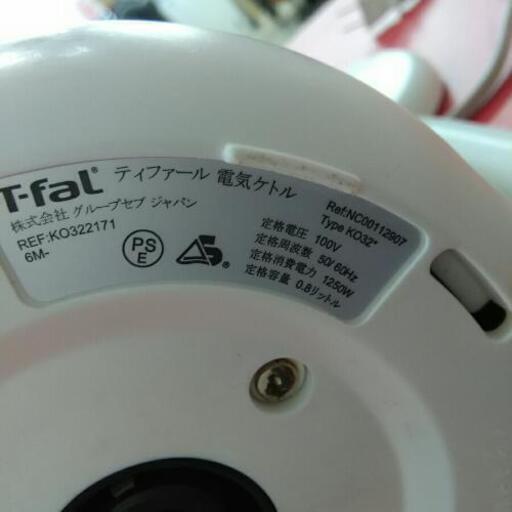 T-fal ティファール 電気ケトル
株式会社 グループセブ ジャパン
REF:KO322171
6M-
PS
E
S
Ref:NC00112907
Type KO32*
定格電圧 100V
定格周波数 50/60Hz
定格消費電力 1250W
定格容量 0.8リットル